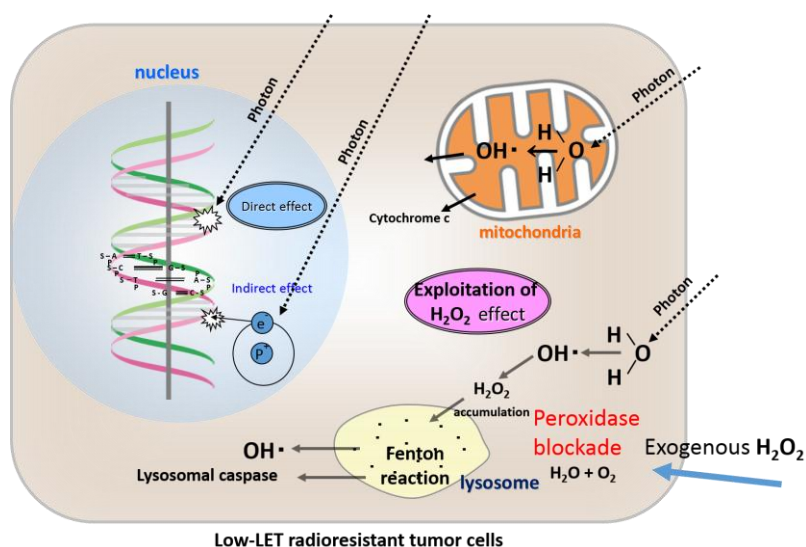 nucleus
Photon
Photon
Photon
Direct effect
S-A=T-S
P P
S-C≡G-S
P P
S-T=A-S
P P
S-G≡C-S
Indirect effect
e
P+
H
OH· ← O
H
Cytochrome c
mitochondria
Exploitation of
H₂O₂ effect
Photon
H
OH· ← O
H
H₂O₂
accumulation
Peroxidase
blockade
Exogenous H₂O₂
H₂O + O₂
OH·
Fenton
reaction
lysosome
Lysosomal caspase
Low-LET radioresistant tumor cells